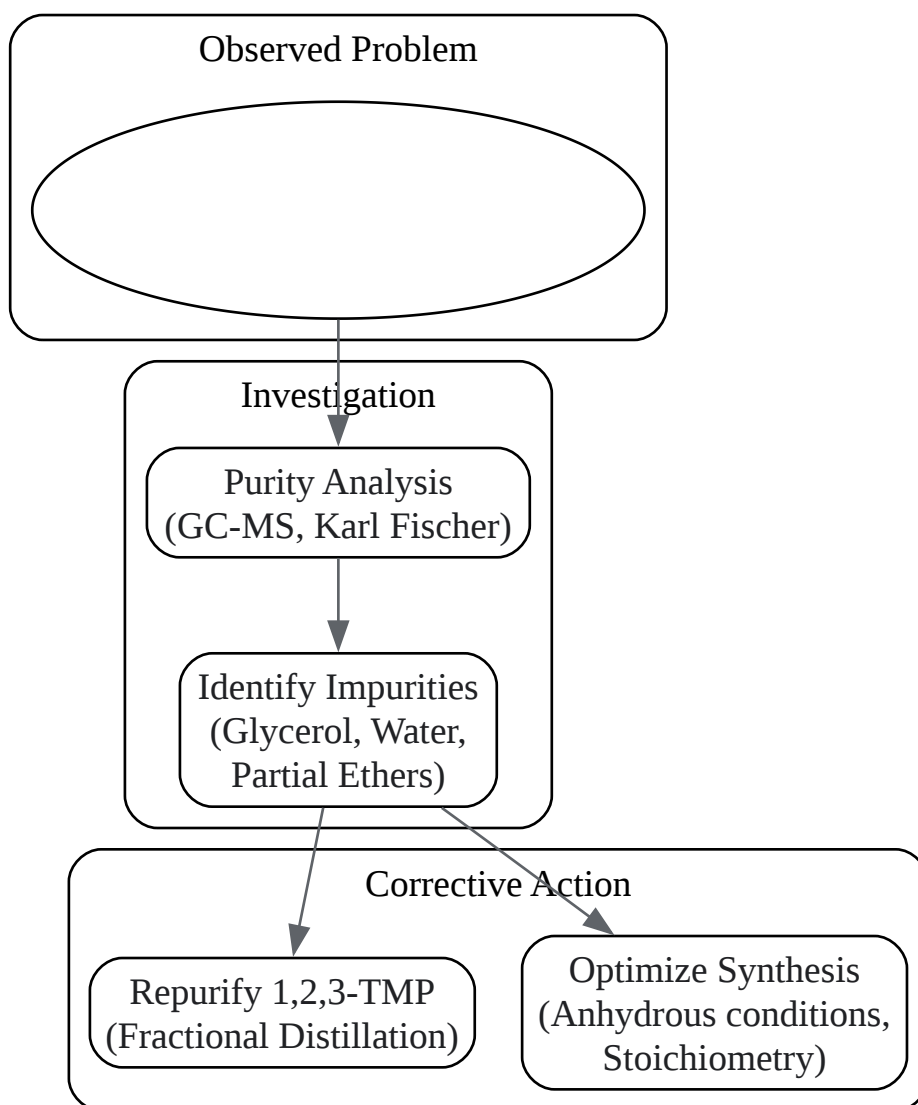 Observed Problem
Investigation
Purity Analysis
(GC-MS, Karl Fischer)
Identify Impurities
(Glycerol, Water,
Partial Ethers)
Corrective Action
Repurify 1,2,3-TMP
(Fractional Distillation)
Optimize Synthesis
(Anhydrous conditions,
Stoichiometry)